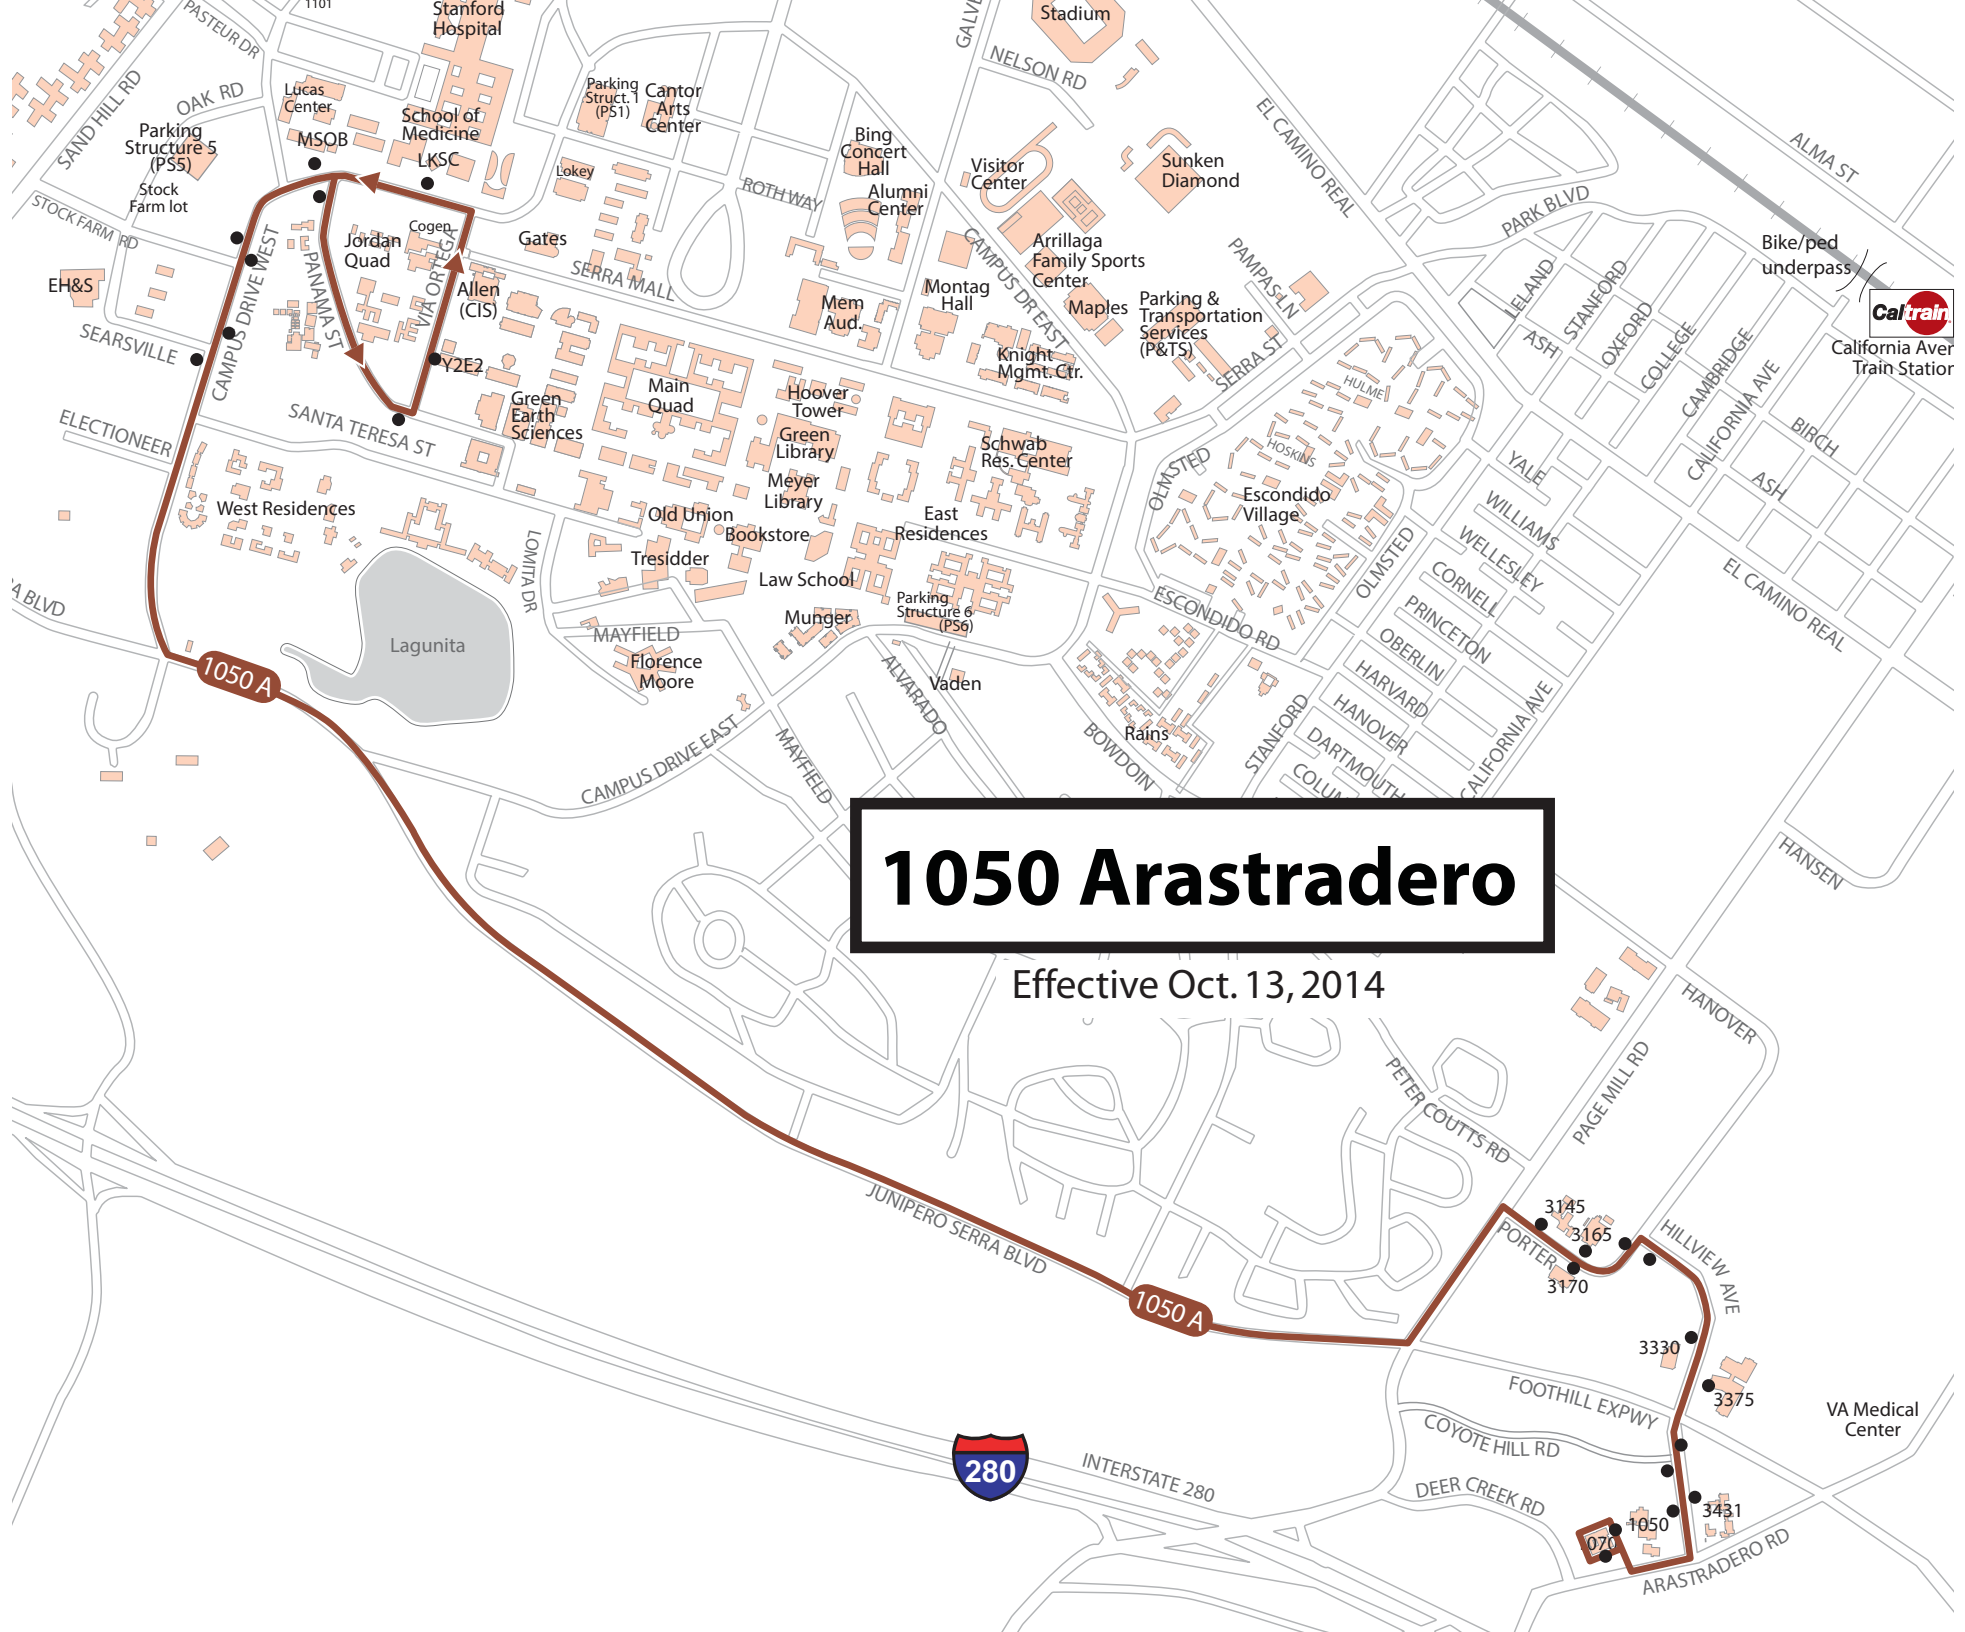 1101
Stanford
Hospital
PASTEUR DR
SAND HILL RD
OAK RD
Lucas
Center
MSOB
School of
Medicine
LKSC
Parking
Structure 5
(PS5)
Stock
Farm lot
STOCK FARM RD
EH&S
SEARSVILLE
ELECTIONEER
CAMPUS DRIVE WEST
PANAMA ST
Jordan
Quad
Cogen
VIA ORTEGA
Allen
(CIS)
Y2E2
SANTA TERESA ST
Green
Earth
Sciences
West Residences
Parking
Struct. 1
(PS1)
Cantor
Arts
Center
Lokey
Gates
SERRA MALL
ROTH WAY
Bing
Concert
Hall
Alumni
Center
Mem
Aud.
Main
Quad
Hoover
Tower
Green
Library
Meyer
Library
Old Union
Bookstore
Tresidder
Law School
Munger
LOMITA DR
MAYFIELD
Florence
Moore
Lagunita
A BLVD
1050 A
CAMPUS DRIVE EAST
MAYFIELD
Stadium
GALVE
NELSON RD
Visitor
Center
Sunken
Diamond
Arrillaga
Family Sports
Center
CAMPUS DR EAST
Montag
Hall
Maples
Parking &
Transportation
Services
(P&TS)
Knight
Mgmt. Ctr.
Schwab
Res. Center
East
Residences
Parking
Structure 6
(PS6)
Vaden
ALVARADO
BOWDOIN
Rains
ESCONDIDO RD
Escondido
Village
OLMSTED
OLMSTED
HULME
HOSKINS
SERRA ST
PAMPAS LN
EL CAMINO REAL
PARK BLVD
ALMA ST
Bike/ped
underpass
Caltrain
California Aven
Train Station
LELAND
ASH
STANFORD
OXFORD
COLLEGE
CAMBRIDGE
CALIFORNIA AVE
BIRCH
ASH
YALE
WILLIAMS
WELLESLEY
CORNELL
PRINCETON
OBERLIN
HARVARD
HANOVER
DARTMOUTH
COLUM
STANFORD
CALIFORNIA AVE
EL CAMINO REAL
HANSEN
1050 Arastradero
Effective Oct. 13, 2014
HANOVER
PAGE MILL RD
PETER COUTTS RD
JUNIPERO SERRA BLVD
1050 A
3145
3165
PORTER
3170
HILLVIEW AVE
3330
3375
VA Medical
Center
FOOTHILL EXPWY
COYOTE HILL RD
DEER CREEK RD
280
INTERSTATE 280
3431
1050
070
ARASTRADERO RD